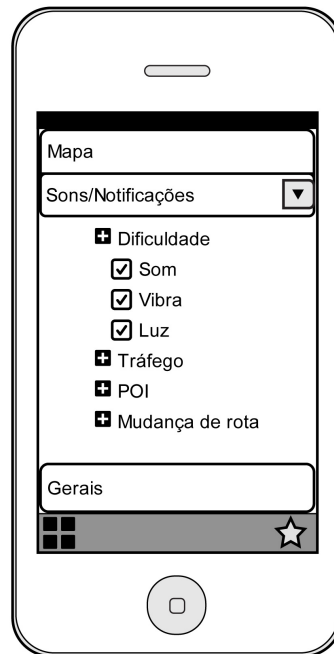 Mapa
Sons/Notificações
Dificuldade
Som
Vibra
Luz
Tráfego
POI
Mudança de rota
Gerais